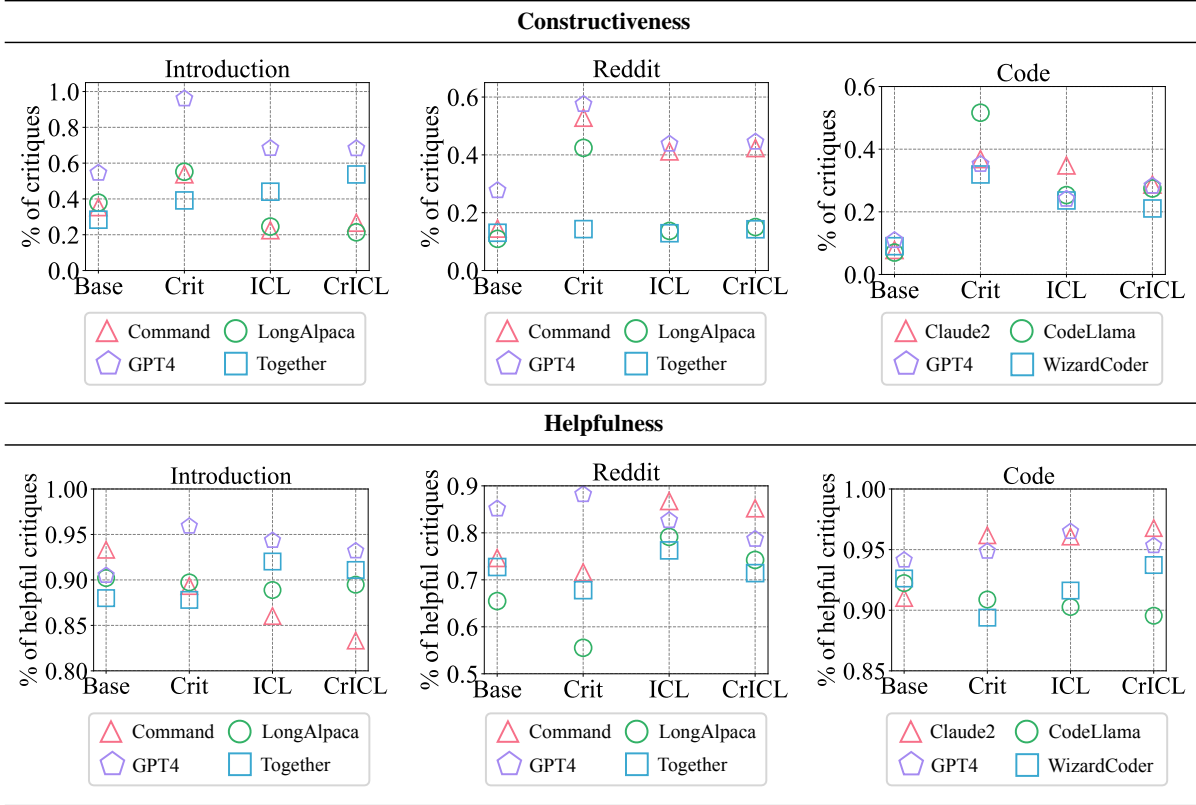 Constructiveness
Introduction
% of critiques
1.0
0.8
0.6
0.4
0.2
0.0
Base Crit ICL CrICL
Command LongAlpaca
GPT4 Together
Reddit
% of critiques
0.6
0.4
0.2
0.0
Base Crit ICL CrICL
Command LongAlpaca
GPT4 Together
Code
% of critiques
0.6
0.4
0.2
0.0
Base Crit ICL CrICL
Claude2 CodeLlama
GPT4 WizardCoder
Helpfulness
Introduction
% of helpful critiques
1.00
0.95
0.90
0.85
0.80
Base Crit ICL CrICL
Command LongAlpaca
GPT4 Together
Reddit
% of helpful critiques
0.9
0.8
0.7
0.6
0.5
Base Crit ICL CrICL
Command LongAlpaca
GPT4 Together
Code
% of helpful critiques
1.00
0.95
0.90
0.85
Base Crit ICL CrICL
Claude2 CodeLlama
GPT4 WizardCoder